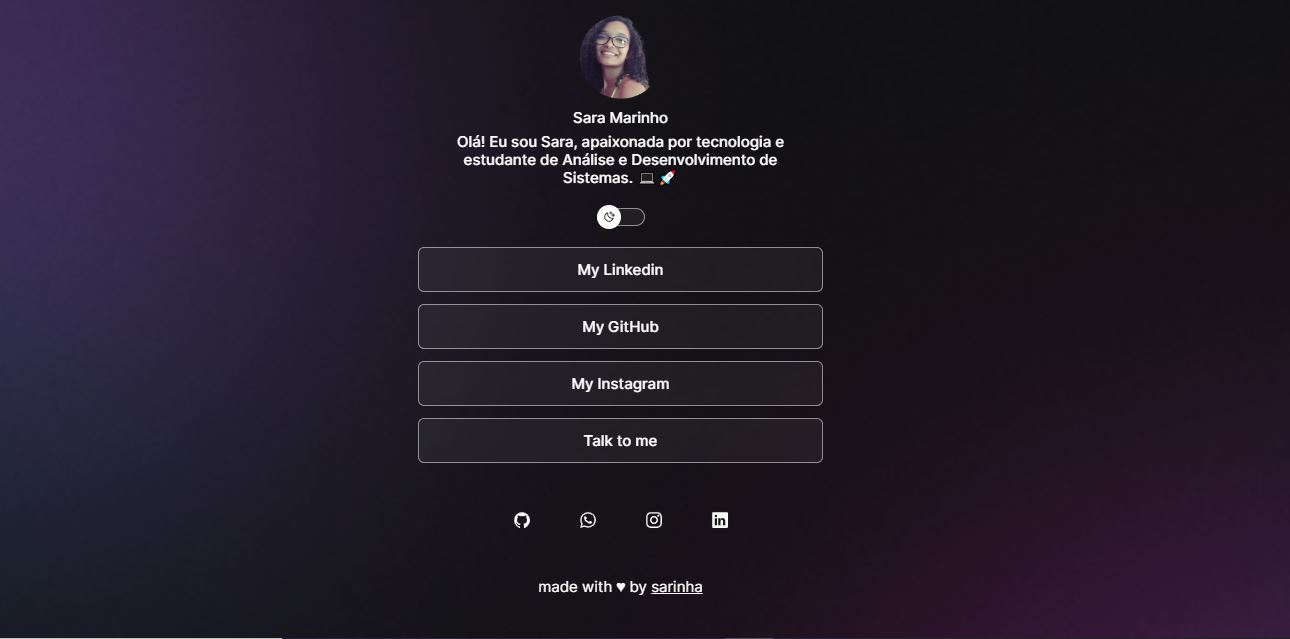 Sara Marinho
Olá! Eu sou Sara, apaixonada por tecnologia e
estudante de Análise e Desenvolvimento de
Sistemas. 💻 🚀
My Linkedin
My GitHub
My Instagram
Talk to me
made with ♥ by sarinha